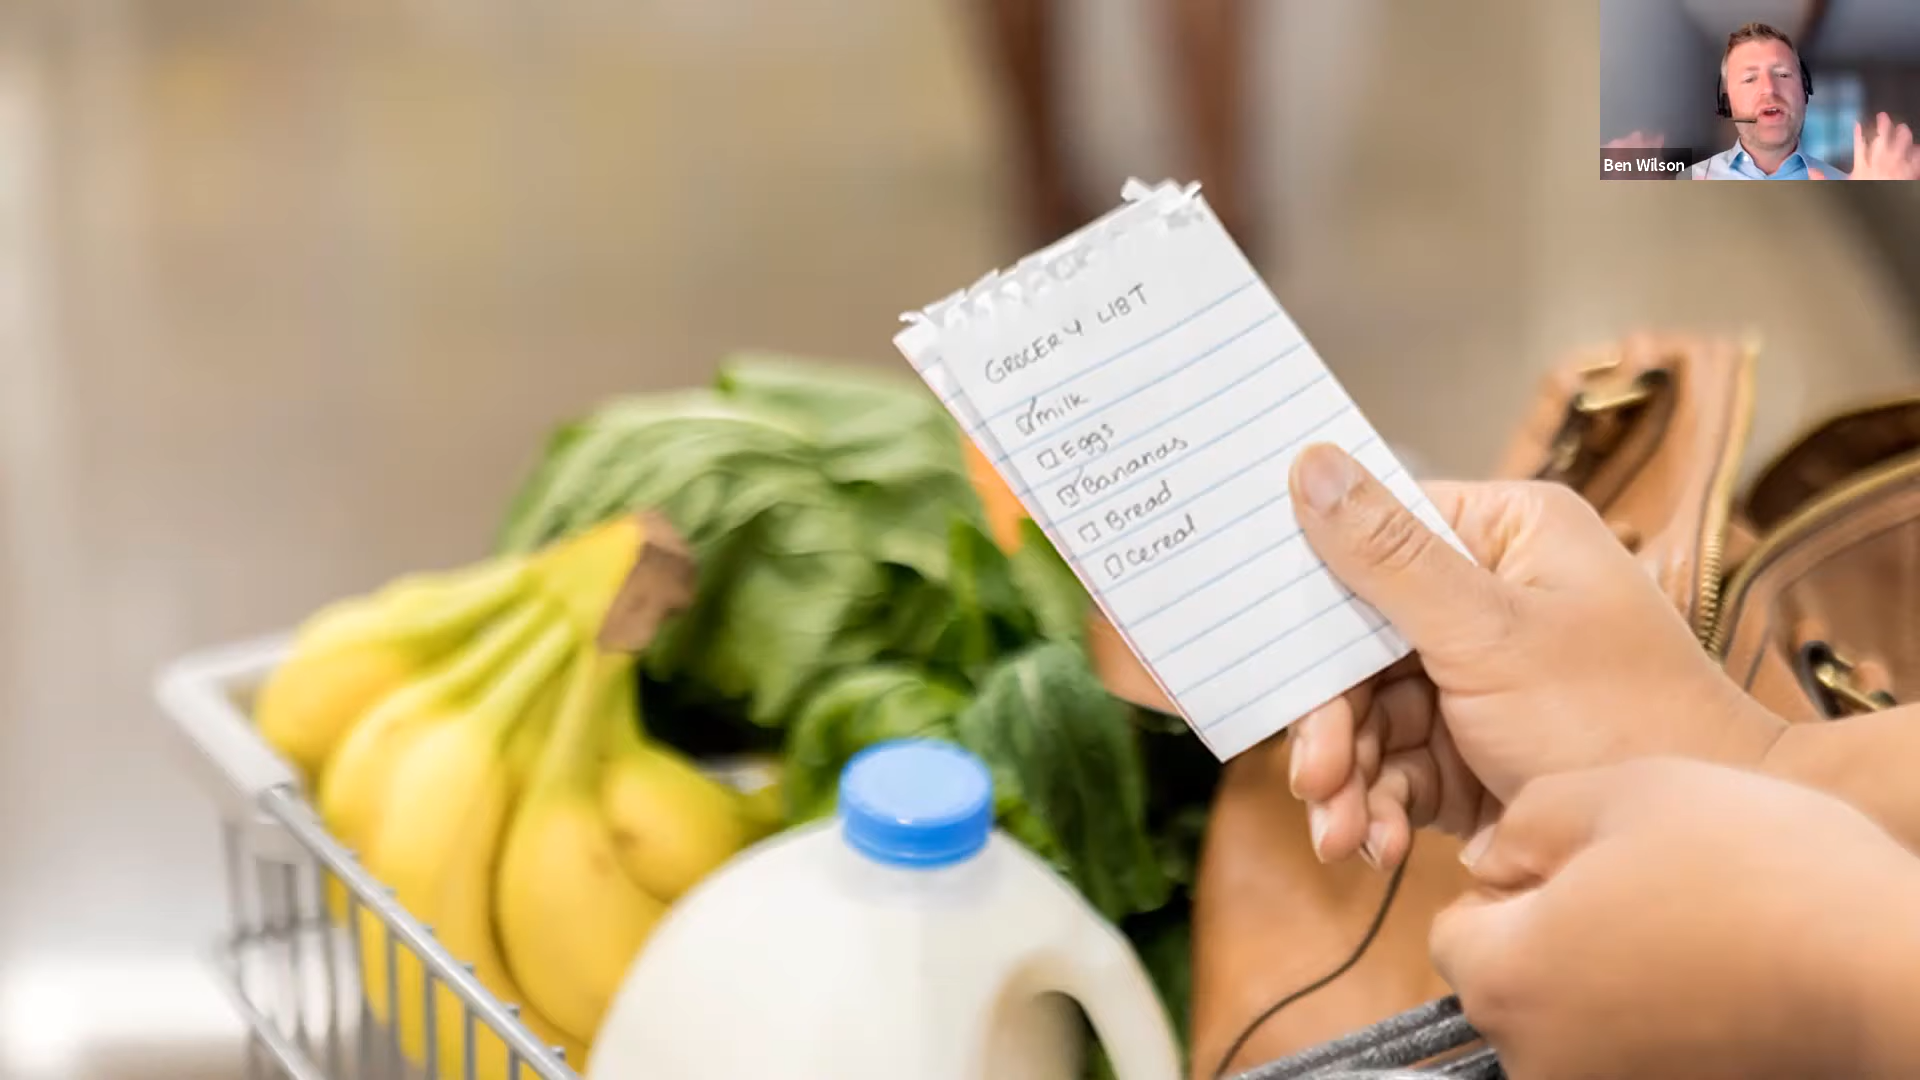 Ben Wilson
GROCERY LIST
Milk
Eggs
Bananas
Bread
Cereal